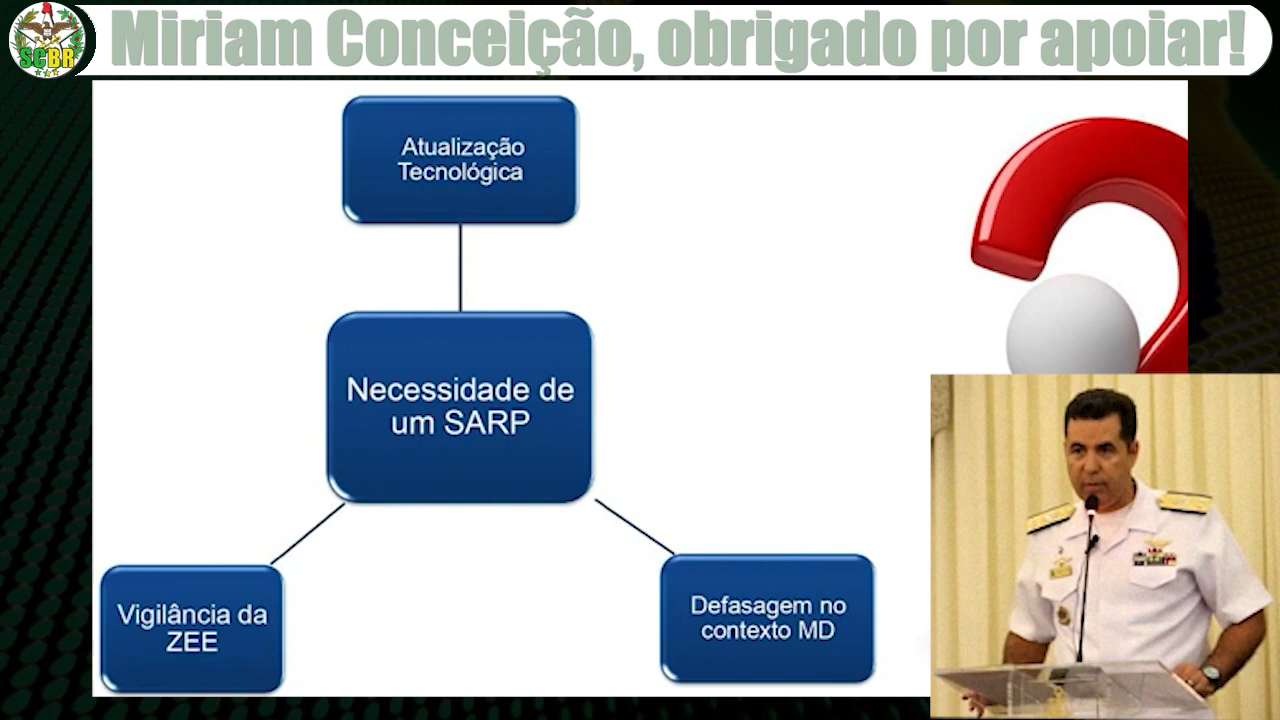 Miriam Conceição, obrigado por apoiar!
SCBR
Atualização
Tecnológica
Necessidade de
um SARP
Vigilância da
ZEE
Defasagem no
contexto MD